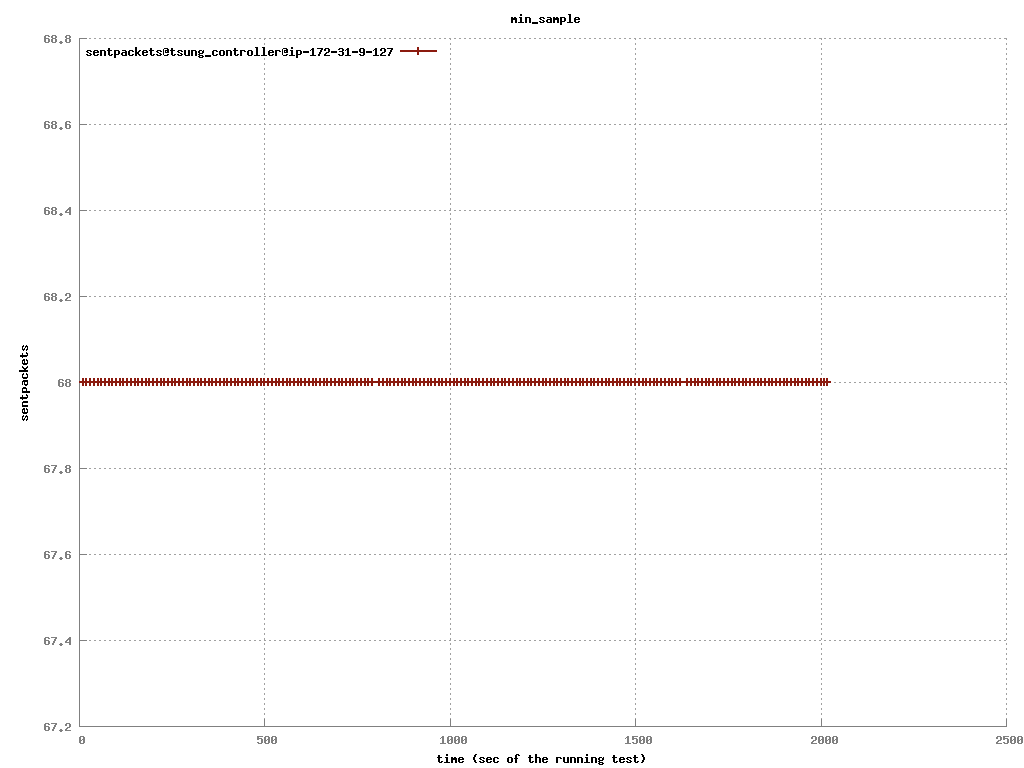 min_sample
sentpackets@tsung_controller@ip-172-31-9-127
68.8
68.6
68.4
68.2
68
67.8
67.6
67.4
67.2
sentpackets
0 500 1000 1500 2000 2500
time (sec of the running test)